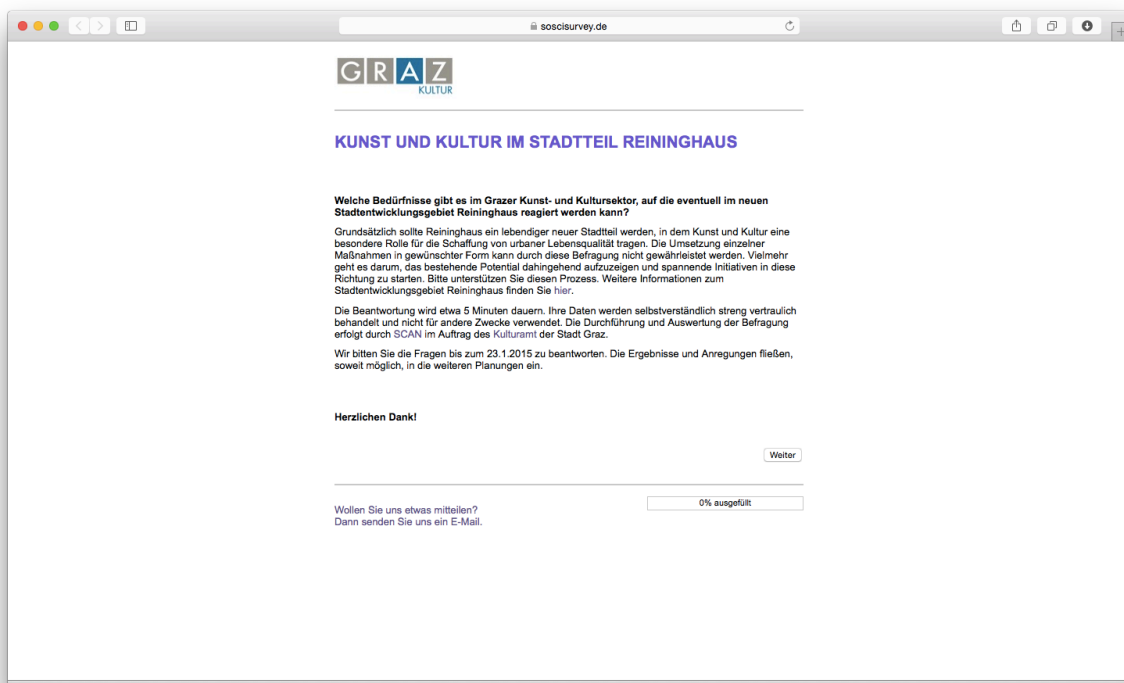 soscisurvey.de
GRAZ
KULTUR
KUNST UND KULTUR IM STADTTEIL REININGHAUS
Welche Bedürfnisse gibt es im Grazer Kunst- und Kultursektor, auf die eventuell im neuen
Stadtentwicklungsgebiet Reininghaus reagiert werden kann?
Grundsätzlich sollte Reininghaus ein lebendiger neuer Stadtteil werden, in dem Kunst und Kultur eine
besondere Rolle für die Schaffung von urbaner Lebensqualität tragen. Die Umsetzung einzelner
Maßnahmen in gewünschter Form kann durch diese Befragung nicht gewährleistet werden. Vielmehr
geht es darum, das bestehende Potential dahingehend aufzuzeigen und spannende Initiativen in diese
Richtung zu starten. Bitte unterstützen Sie diesen Prozess. Weitere Informationen zum
Stadtentwicklungsgebiet Reininghaus finden Sie hier.
Die Beantwortung wird etwa 5 Minuten dauern. Ihre Daten werden selbstverständlich streng vertraulich
behandelt und nicht für andere Zwecke verwendet. Die Durchführung und Auswertung der Befragung
erfolgt durch SCAN im Auftrag des Kulturamt der Stadt Graz.
Wir bitten Sie die Fragen bis zum 23.1.2015 zu beantworten. Die Ergebnisse und Anregungen fließen,
soweit möglich, in die weiteren Planungen ein.
Herzlichen Dank!
Weiter
0% ausgefüllt
Wollen Sie uns etwas mitteilen?
Dann senden Sie uns ein E-Mail.